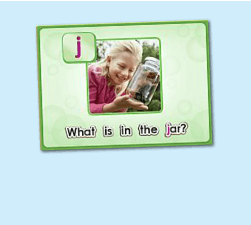 j
What is in the jar?